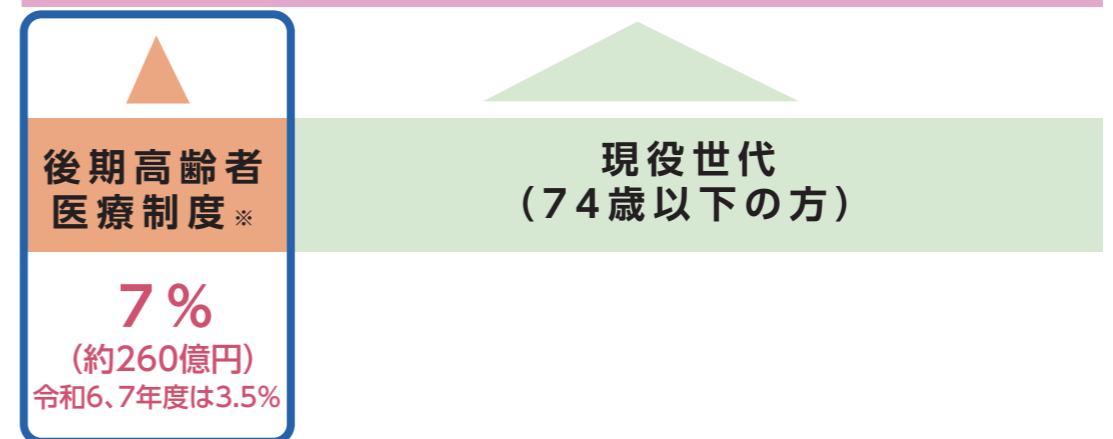 後期高齢者
医療制度※
現役世代
（74歳以下の方）
7％
（約260億円）
令和6、7年度は3.5%